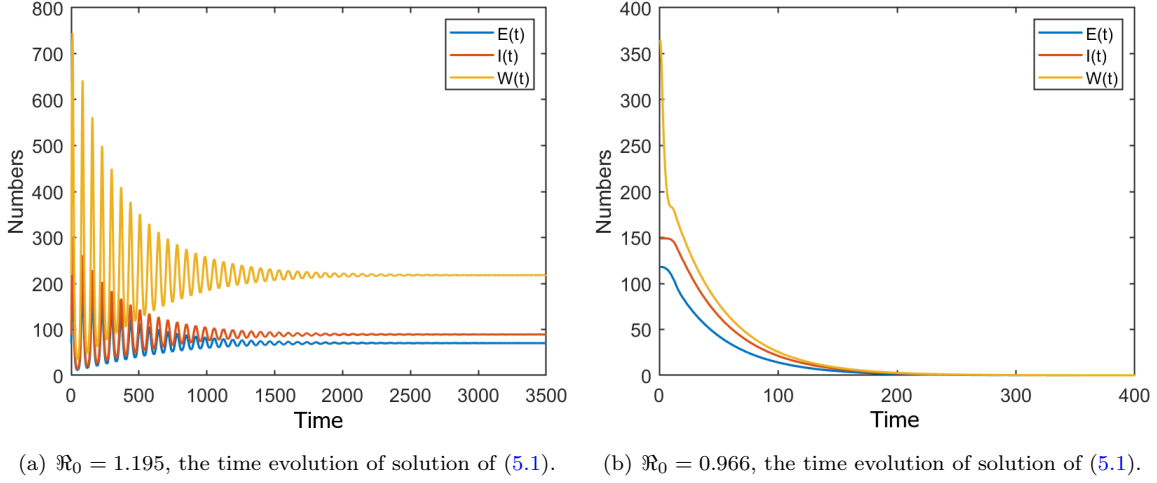 800
700
600
500
400
300
200
100
0
Numbers
0 500 1000 1500 2000 2500 3000 3500
Time
E(t)
I(t)
W(t)
(a) ℜ0 = 1.195, the time evolution of solution of (5.1).
400
350
300
250
200
150
100
50
0
Numbers
0 100 200 300 400
Time
E(t)
I(t)
W(t)
(b) ℜ0 = 0.966, the time evolution of solution of (5.1).